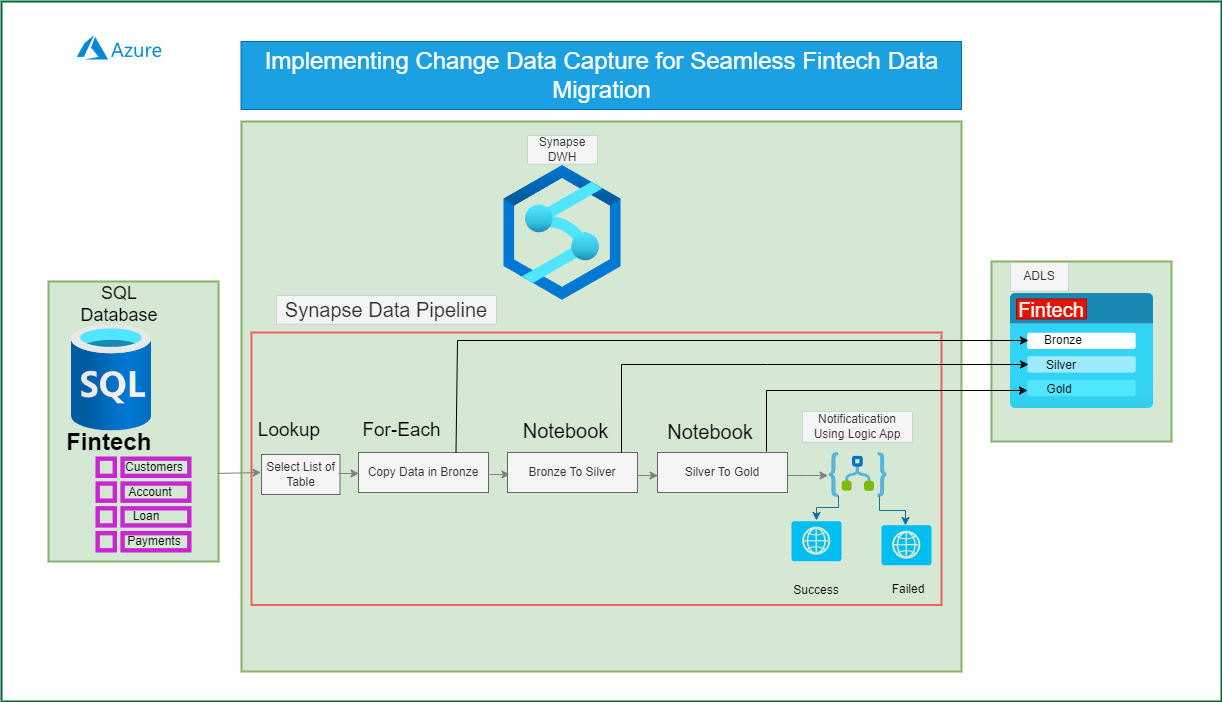 Azure
Implementing Change Data Capture for Seamless Fintech Data
Migration
Synapse
DWH
Synapse Data Pipeline
SQL
Database
SQL
Fintech
Customers
Account
Loan
Payments
Lookup
Select List of
Table
For-Each
Copy Data in Bronze
Notebook
Bronze To Silver
Notebook
Silver To Gold
Notificatication
Using Logic App
Success
Failed
ADLS
Fintech
Bronze
Silver
Gold